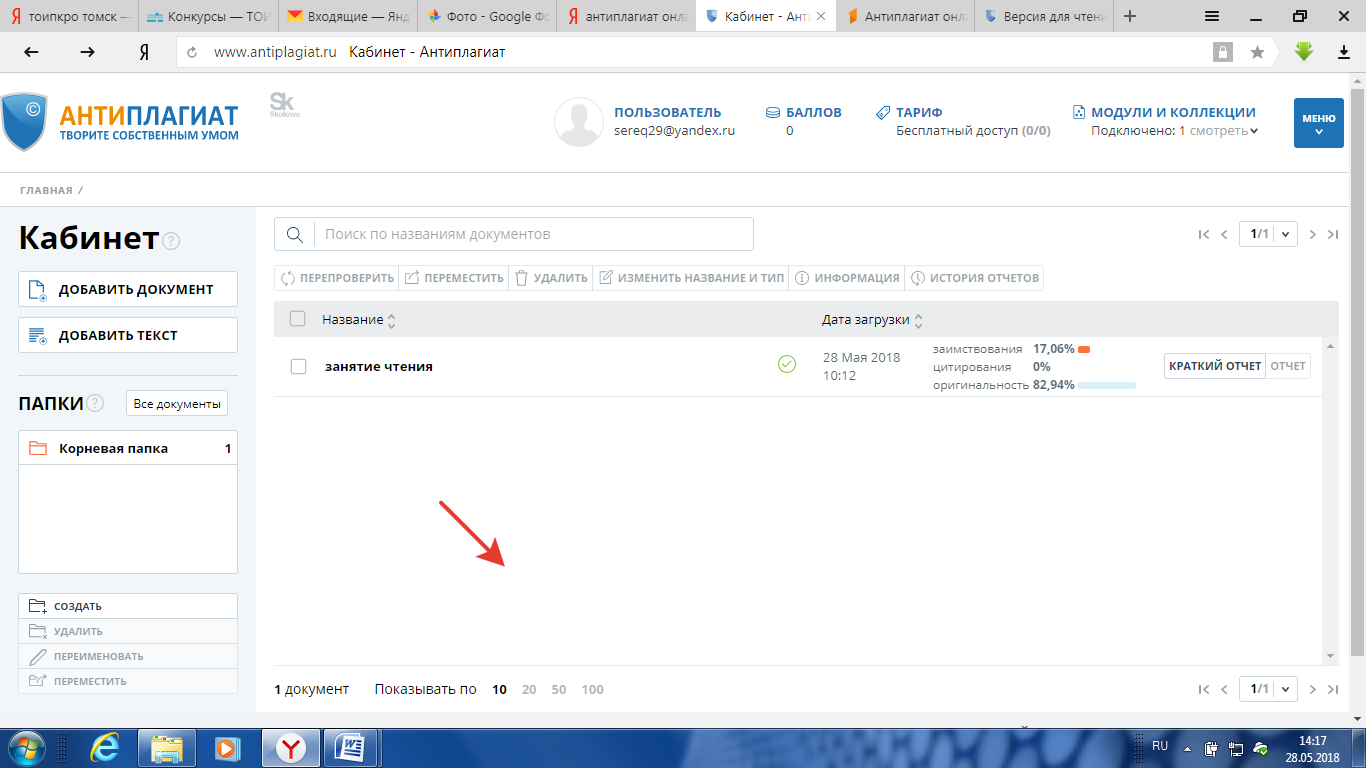 тоипкро томск —
Конкурсы — ТОИ
Входящие — Янд
Фото - Google Фо
антиплагиат онла
Кабинет - Анти
Антиплагиат онла
Версия для чтени
www.antiplagiat.ru Кабинет - Антиплагиат
АНТИПЛАГИАТ
ТВОРИТЕ СОБСТВЕННЫМ УМОМ
Sk
Skolkovo
ПОЛЬЗОВАТЕЛЬ
sereq29@yandex.ru
БАЛЛОВ
0
ТАРИФ
Бесплатный доступ (0/0)
МОДУЛИ И КОЛЛЕКЦИИ
Подключено: 1 смотреть
МЕНЮ
ГЛАВНАЯ /
Кабинет ?
ДОБАВИТЬ ДОКУМЕНТ
ДОБАВИТЬ ТЕКСТ
ПАПКИ ?
Все документы
Корневая папка 1
СОЗДАТЬ
УДАЛИТЬ
ПЕРЕИМЕНОВАТЬ
ПЕРЕМЕСТИТЬ
Поиск по названиям документов
1/1
ПЕРЕПРОВЕРИТЬ
ПЕРЕМЕСТИТЬ
УДАЛИТЬ
ИЗМЕНИТЬ НАЗВАНИЕ И ТИП
ИНФОРМАЦИЯ
ИСТОРИЯ ОТЧЕТОВ
Название
Дата загрузки
занятие чтения
28 Мая 2018
10:12
заимствования 17,06%
цитирования 0%
оригинальность 82,94%
КРАТКИЙ ОТЧЕТ
ОТЧЕТ
1 документ
Показывать по 10 20 50 100
1/1
RU
14:17
28.05.2018